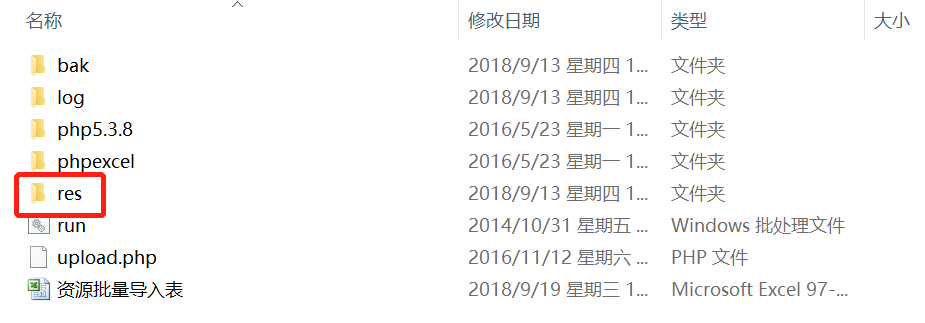 名称 修改日期 类型 大小
bak 2018/9/13 星期四 1... 文件夹
log 2018/9/13 星期四 1... 文件夹
php5.3.8 2016/5/23 星期一 1... 文件夹
phpexcel 2016/5/23 星期一 1... 文件夹
res 2018/9/13 星期四 1... 文件夹
run 2014/10/31 星期五 ... Windows 批处理文件
upload.php 2016/11/12 星期六 ... PHP 文件
资源批量导入表 2018/9/19 星期三 1... Microsoft Excel 97-...